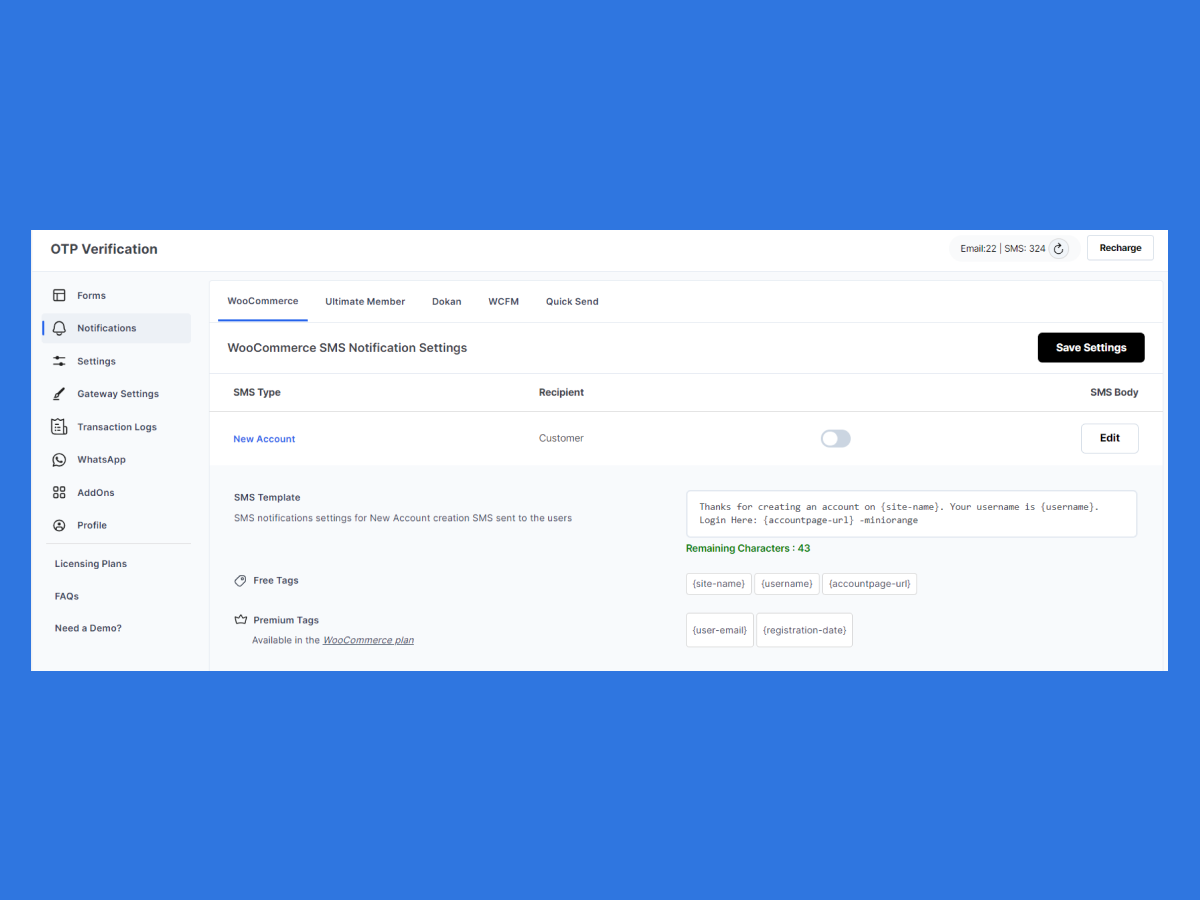 OTP Verification
Email:22 | SMS: 324
Recharge
Forms
Notifications
Settings
Gateway Settings
Transaction Logs
WhatsApp
AddOns
Profile
Licensing Plans
FAQs
Need a Demo?
WooCommerce Ultimate Member Dokan WCFM Quick Send
WooCommerce SMS Notification Settings
Save Settings
SMS Type Recipient SMS Body
New Account Customer Edit
SMS Template
SMS notifications settings for New Account creation SMS sent to the users
Thanks for creating an account on {site-name}. Your username is {username}.
Login Here: {accountpage-url} -miniorange
Remaining Characters : 43
Free Tags
{site-name} {username} {accountpage-url}
Premium Tags
Available in the WooCommerce plan
{user-email} {registration-date}